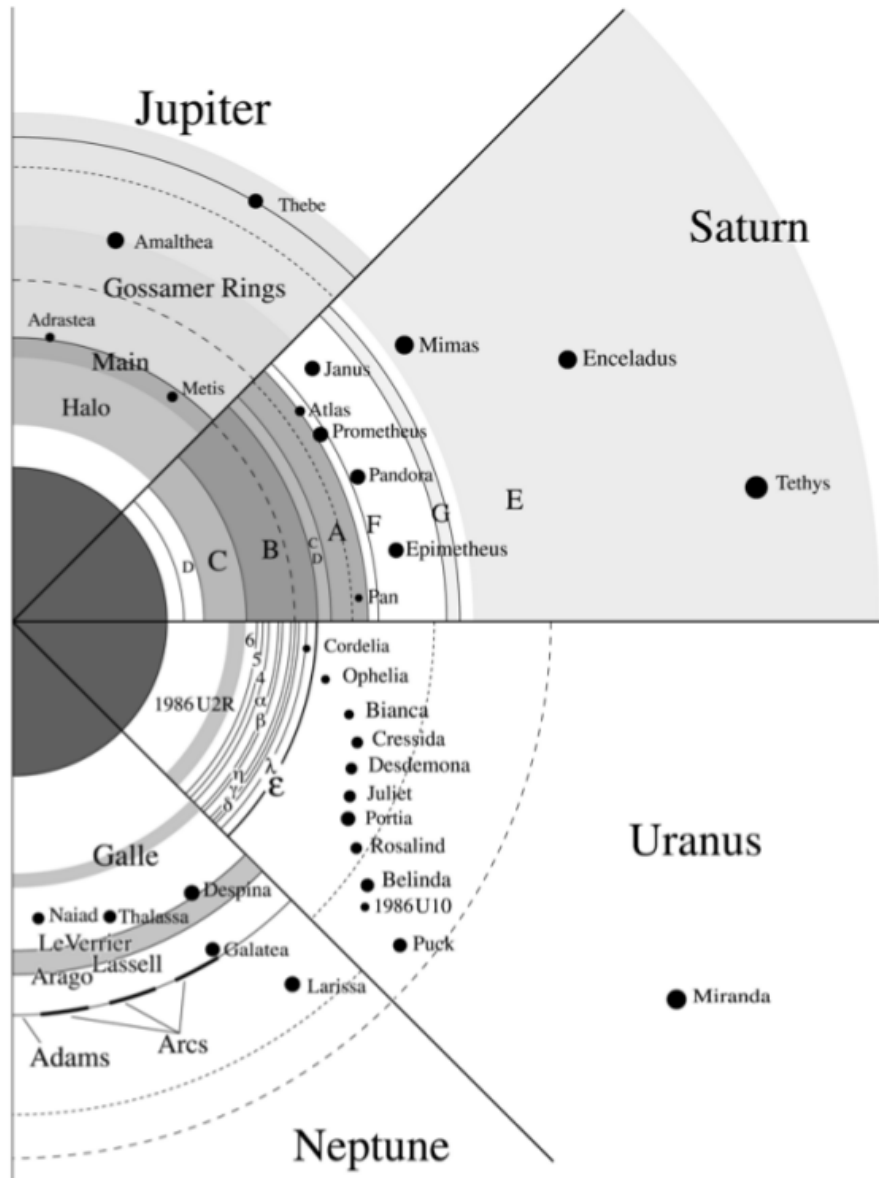 Jupiter
Thebe
Amalthea
Gossamer Rings
Adrastea
Main
Metis
Halo
Saturn
Mimas
Enceladus
Janus
Atlas
Prometheus
Pandora
Tethys
Epimetheus
Pan
D
C
B
C
D
A
F
G
E
Cordelia
Ophelia
Bianca
Cressida
Desdemona
Juliet
Portia
Rosalind
Belinda
1986U10
Puck
Miranda
Uranus
1986U2R
6
5
4
α
β
η
γ
δ
λ
ε
Galle
Despina
Naiad
Thalassa
LeVerrier
Lassell
Galatea
Arago
Larissa
Arcs
Adams
Neptune